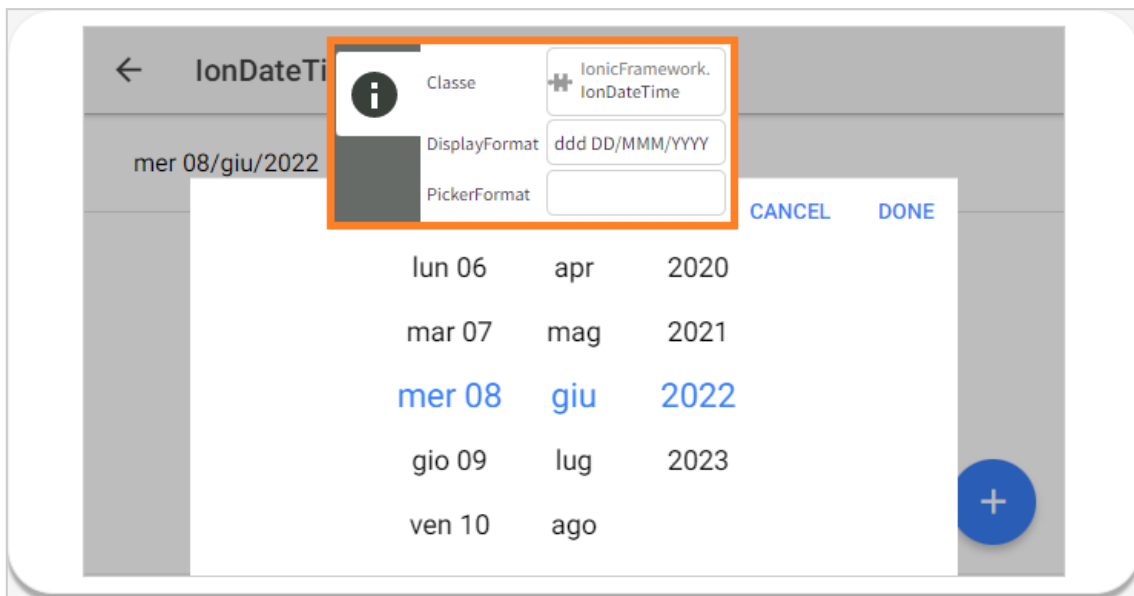 IonDateTi
Classe
IonicFramework.
IonDateTime
DisplayFormat
ddd DD/MMM/YYYY
PickerFormat
mer 08/giu/2022
CANCEL DONE
lun 06 apr 2020
mar 07 mag 2021
mer 08 giu 2022
gio 09 lug 2023
ven 10 ago